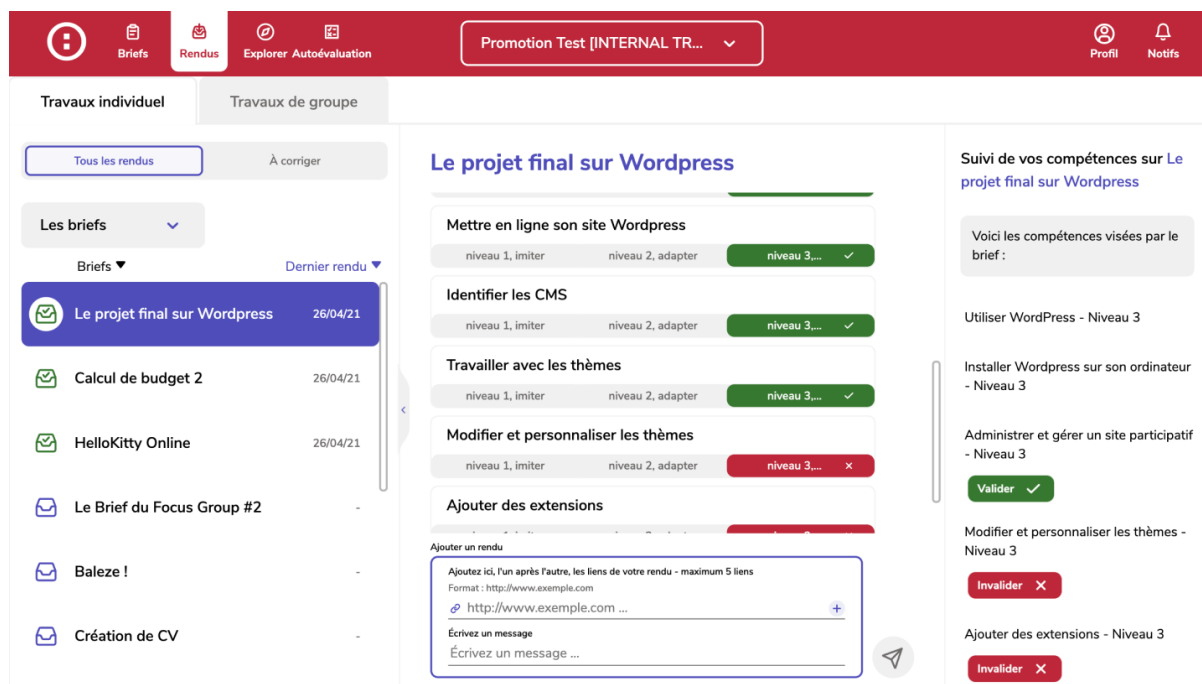 Briefs
Rendus
Explorer
Autoévaluation
Promotion Test [INTERNAL TR...
Profil
Notifs
Travaux individuel
Travaux de groupe
Tous les rendus
À corriger
Les briefs
Briefs
Dernier rendu
Le projet final sur Wordpress
26/04/21
Calcul de budget 2
26/04/21
HelloKitty Online
26/04/21
Le Brief du Focus Group #2
-
Baleze !
-
Création de CV
-
Le projet final sur Wordpress
Mettre en ligne son site Wordpress
niveau 1, imiter
niveau 2, adapter
niveau 3,...
Identifier les CMS
niveau 1, imiter
niveau 2, adapter
niveau 3,...
Travailler avec les thèmes
niveau 1, imiter
niveau 2, adapter
niveau 3,...
Modifier et personnaliser les thèmes
niveau 1, imiter
niveau 2, adapter
niveau 3,...
Ajouter des extensions
Ajouter un rendu
Ajoutez ici, l'un après l'autre, les liens de votre rendu - maximum 5 liens
Format : http://www.exemple.com
http://www.exemple.com ...
Écrivez un message
Écrivez un message ...
Suivi de vos compétences sur Le
projet final sur Wordpress
Voici les compétences visées par le
brief :
Utiliser WordPress - Niveau 3
Installer Wordpress sur son ordinateur
- Niveau 3
Administrer et gérer un site participatif
- Niveau 3
Valider
Modifier et personnaliser les thèmes -
Niveau 3
Invalider
Ajouter des extensions - Niveau 3
Invalider